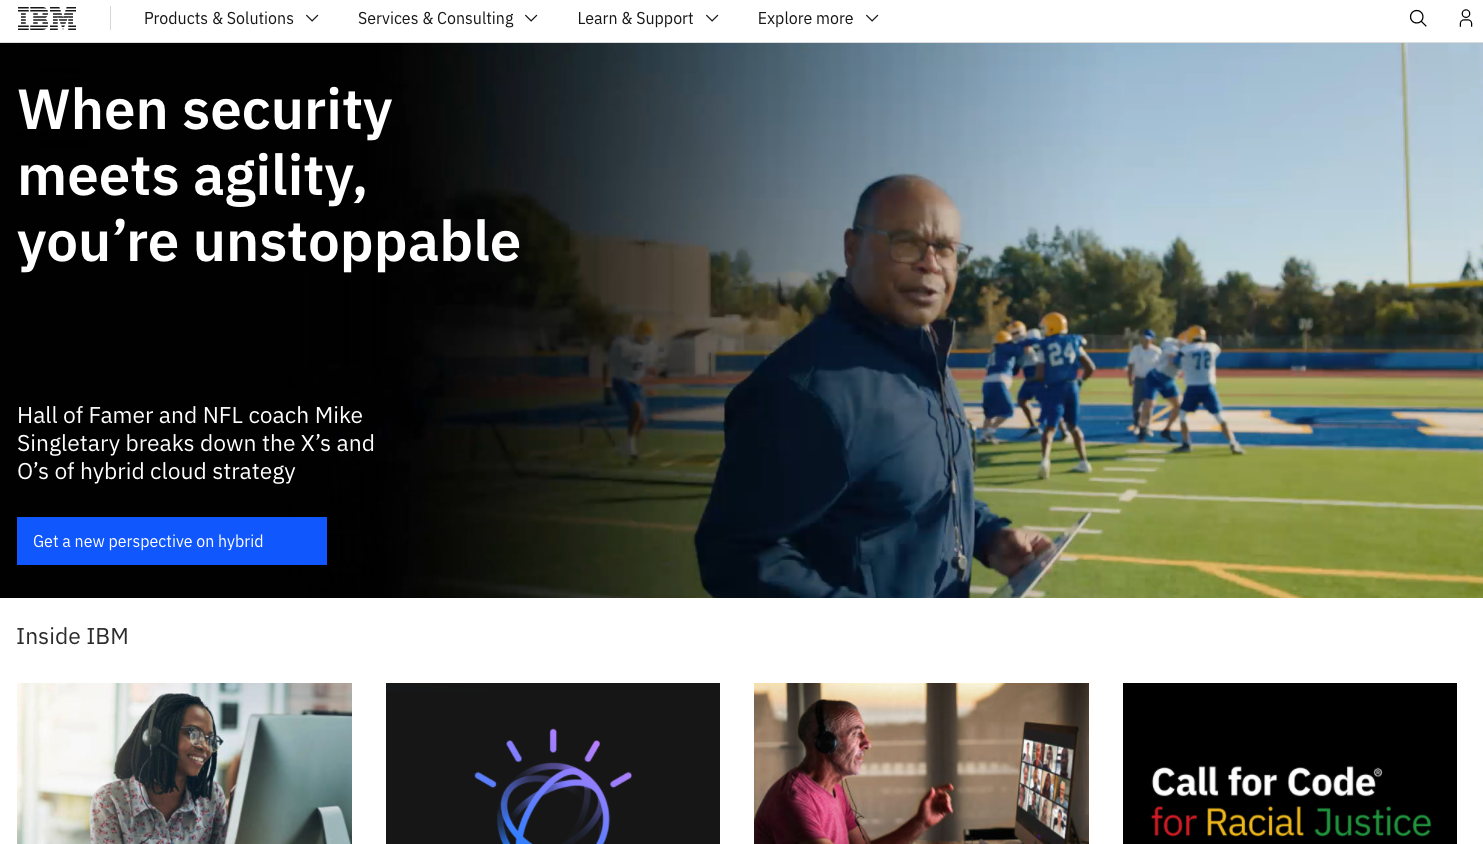 IBM
Products & Solutions
Services & Consulting
Learn & Support
Explore more
When security
meets agility,
you’re unstoppable
24
72
Hall of Famer and NFL coach Mike
Singletary breaks down the X’s and
O’s of hybrid cloud strategy
Get a new perspective on hybrid
Inside IBM
Call for Code®
for Racial Justice